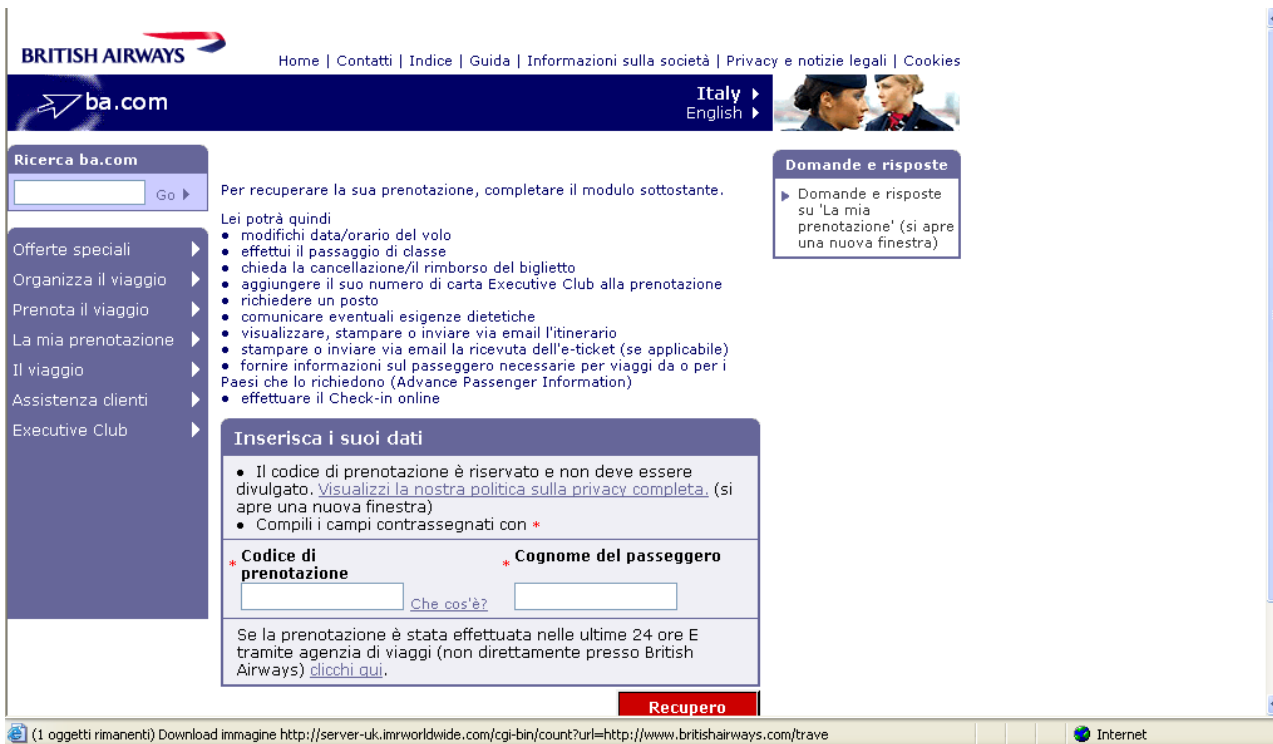 BRITISH AIRWAYS
Home | Contatti | Indice | Guida | Informazioni sulla società | Privacy e notizie legali | Cookies
ba.com
Italy
English
Ricerca ba.com
Go
Offerte speciali
Organizza il viaggio
Prenota il viaggio
La mia prenotazione
Il viaggio
Assistenza clienti
Executive Club
Per recuperare la sua prenotazione, completare il modulo sottostante.
Lei potrà quindi
• modifichi data/orario del volo
• effettui il passaggio di classe
• chieda la cancellazione/il rimborso del biglietto
• aggiungere il suo numero di carta Executive Club alla prenotazione
• richiedere un posto
• comunicare eventuali esigenze dietetiche
• visualizzare, stampare o inviare via email l'itinerario
• stampare o inviare via email la ricevuta dell'e-ticket (se applicabile)
• fornire informazioni sul passeggero necessarie per viaggi da o per i
Paesi che lo richiedono (Advance Passenger Information)
• effettuare il Check-in online
Inserisca i suoi dati
• Il codice di prenotazione è riservato e non deve essere
divulgato. Visualizzi la nostra politica sulla privacy completa. (si
apre una nuova finestra)
• Compili i campi contrassegnati con *
* Codice di
prenotazione
Che cos'è?
* Cognome del passeggero
Se la prenotazione è stata effettuata nelle ultime 24 ore E
tramite agenzia di viaggi (non direttamente presso British
Airways) clicchi qui.
Recupero
Domande e risposte
Domande e risposte
su 'La mia
prenotazione' (si apre
una nuova finestra)
(1 oggetti rimanenti) Download immagine http://server-uk.imrworldwide.com/cgi-bin/count?url=http://www.britishairways.com/trave
Internet